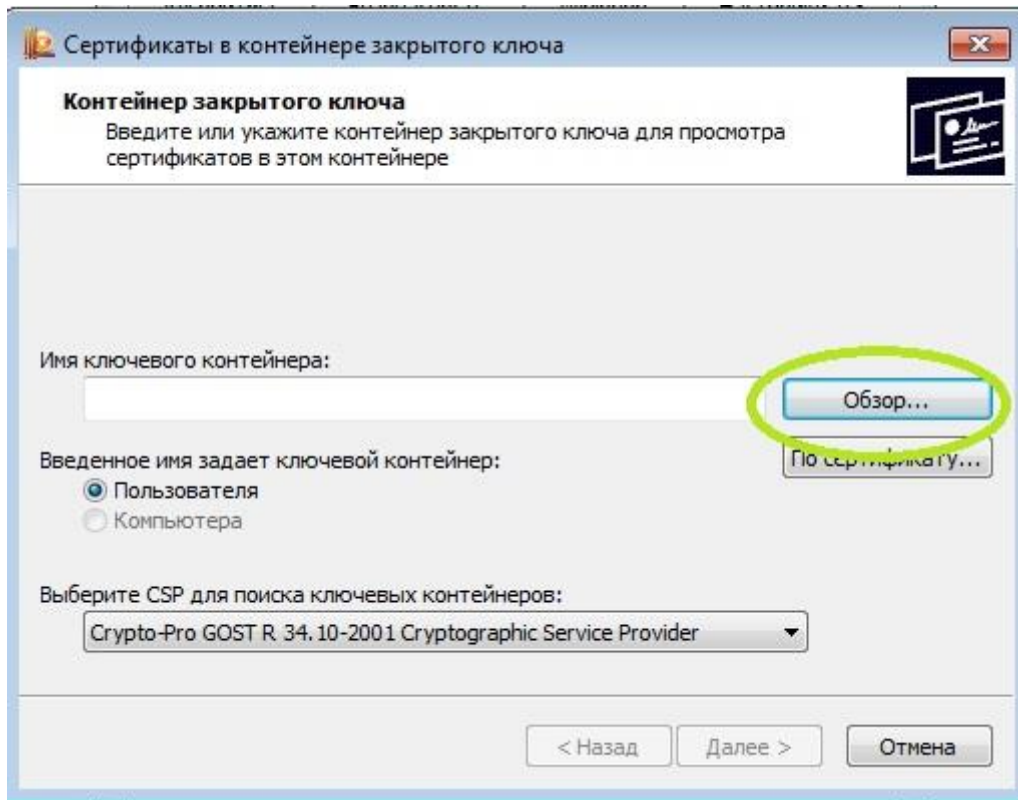 Сертификаты в контейнере закрытого ключа
Контейнер закрытого ключа
Введите или укажите контейнер закрытого ключа для просмотра
сертификатов в этом контейнере
Имя ключевого контейнера:
Обзор...
Введенное имя задает ключевой контейнер:
По сертификату...
Пользователя
Компьютера
Выберите CSP для поиска ключевых контейнеров:
Crypto-Pro GOST R 34.10-2001 Cryptographic Service Provider
< Назад Далее > Отмена